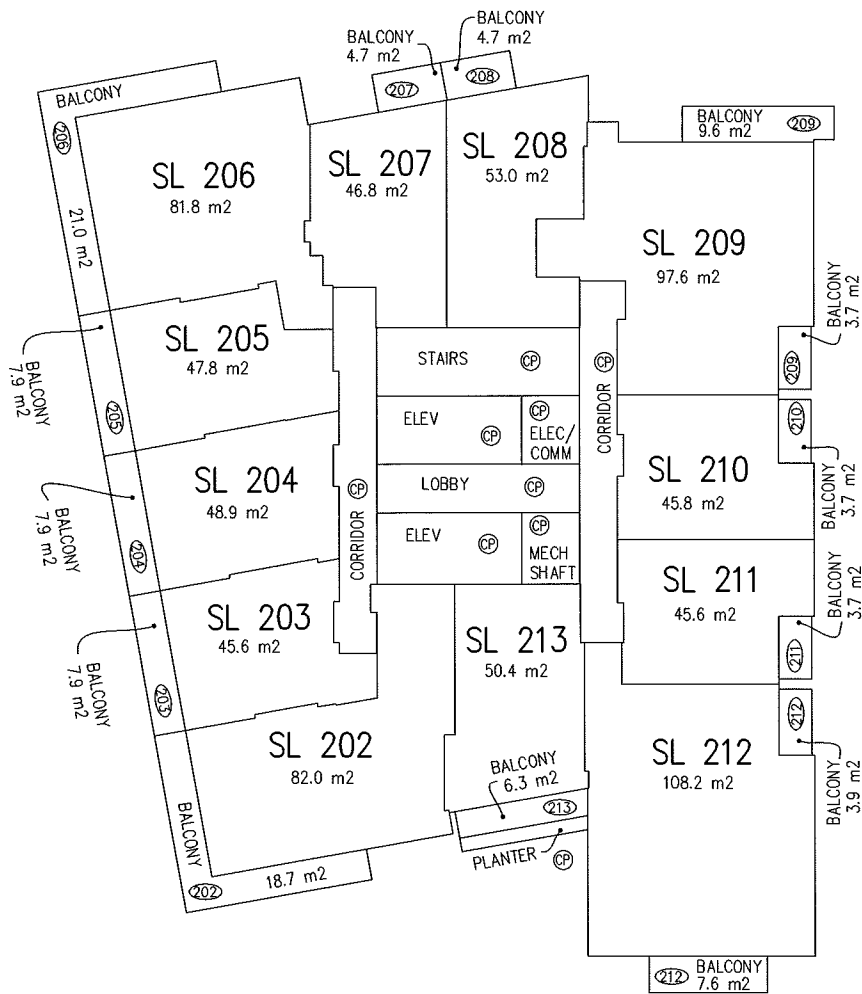 BALCONY
4.7 m2
BALCONY
4.7 m2
207
208
BALCONY
206
21.0 m2
SL 206
81.8 m2
SL 207
46.8 m2
SL 208
53.0 m2
BALCONY
9.6 m2
209
SL 209
97.6 m2
BALCONY
3.7 m2
209
BALCONY
7.9 m2
205
SL 205
47.8 m2
STAIRS
CP
CP
CORRIDOR
ELEV
CP
CP
ELEC/
COMM
LOBBY
CP
ELEV
CP
CP
MECH
SHAFT
CP
CORRIDOR
210
BALCONY
3.7 m2
SL 210
45.8 m2
BALCONY
7.9 m2
204
SL 204
48.9 m2
SL 211
45.6 m2
BALCONY
3.7 m2
211
BALCONY
7.9 m2
203
SL 203
45.6 m2
SL 213
50.4 m2
212
BALCONY
3.9 m2
SL 202
82.0 m2
BALCONY
6.3 m2
213
SL 212
108.2 m2
PLANTER
CP
BALCONY
202
18.7 m2
212
BALCONY
7.6 m2